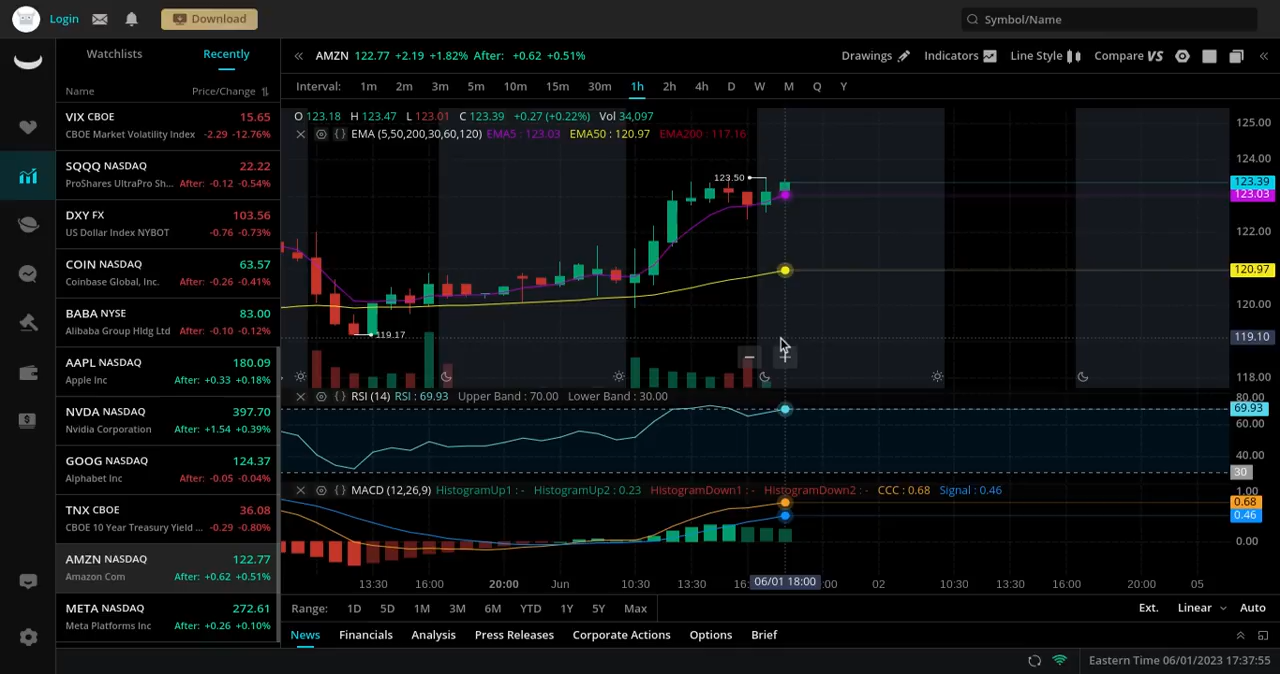 Login Download Symbol/Name
Watchlists Recently
Name Price/Change
VIX CBOE 15.65
CBOE Market Volatility Index -2.29 -12.76%
SQQQ NASDAQ 22.22
ProShares UltraPro Sh... After: -0.12 -0.54%
DXY FX 103.56
US Dollar Index NYBOT -0.76 -0.73%
COIN NASDAQ 63.57
Coinbase Global, Inc. After: -0.26 -0.41%
BABA NYSE 83.00
Alibaba Group Hldg Ltd After: -0.10 -0.12%
AAPL NASDAQ 180.09
Apple Inc After: +0.33 +0.18%
NVDA NASDAQ 397.70
Nvidia Corporation After: +1.54 +0.39%
GOOG NASDAQ 124.37
Alphabet Inc After: -0.05 -0.04%
TNX CBOE 36.08
CBOE 10 Year Treasury Yield ... -0.29 -0.80%
AMZN NASDAQ 122.77
Amazon Com After: +0.62 +0.51%
META NASDAQ 272.61
Meta Platforms Inc After: +0.26 +0.10%
AMZN 122.77 +2.19 +1.82% After: +0.62 +0.51% Drawings Indicators Line Style Compare VS
Interval: 1m 2m 3m 5m 10m 15m 30m 1h 2h 4h D W M Q Y
O 123.18 H 123.47 L 123.01 C 123.39 +0.27 (+0.22%) Vol 34,097
EMA (5,50,200,30,60,120) EMA5 : 123.03 EMA50 : 120.97 EMA200 : 117.16
125.00
124.00
123.50
123.39
123.03
122.00
120.97
120.00
119.17
119.10
118.00
RSI (14) RSI : 69.93 Upper Band : 70.00 Lower Band : 30.00
80.00
69.93
60.00
40.00
30
MACD (12,26,9) HistogramUp1 : - HistogramUp2 : 0.23 HistogramDown1 : - HistogramDown2 : - CCC : 0.68 Signal : 0.46
1.00
0.68
0.46
0.00
13:30 16:00 20:00 Jun 10:30 13:30 06/01 18:00 02 10:30 13:30 16:00 20:00 05
Range: 1D 5D 1M 3M 6M YTD 1Y 5Y Max Ext. Linear Auto
News Financials Analysis Press Releases Corporate Actions Options Brief
Eastern Time 06/01/2023 17:37:55